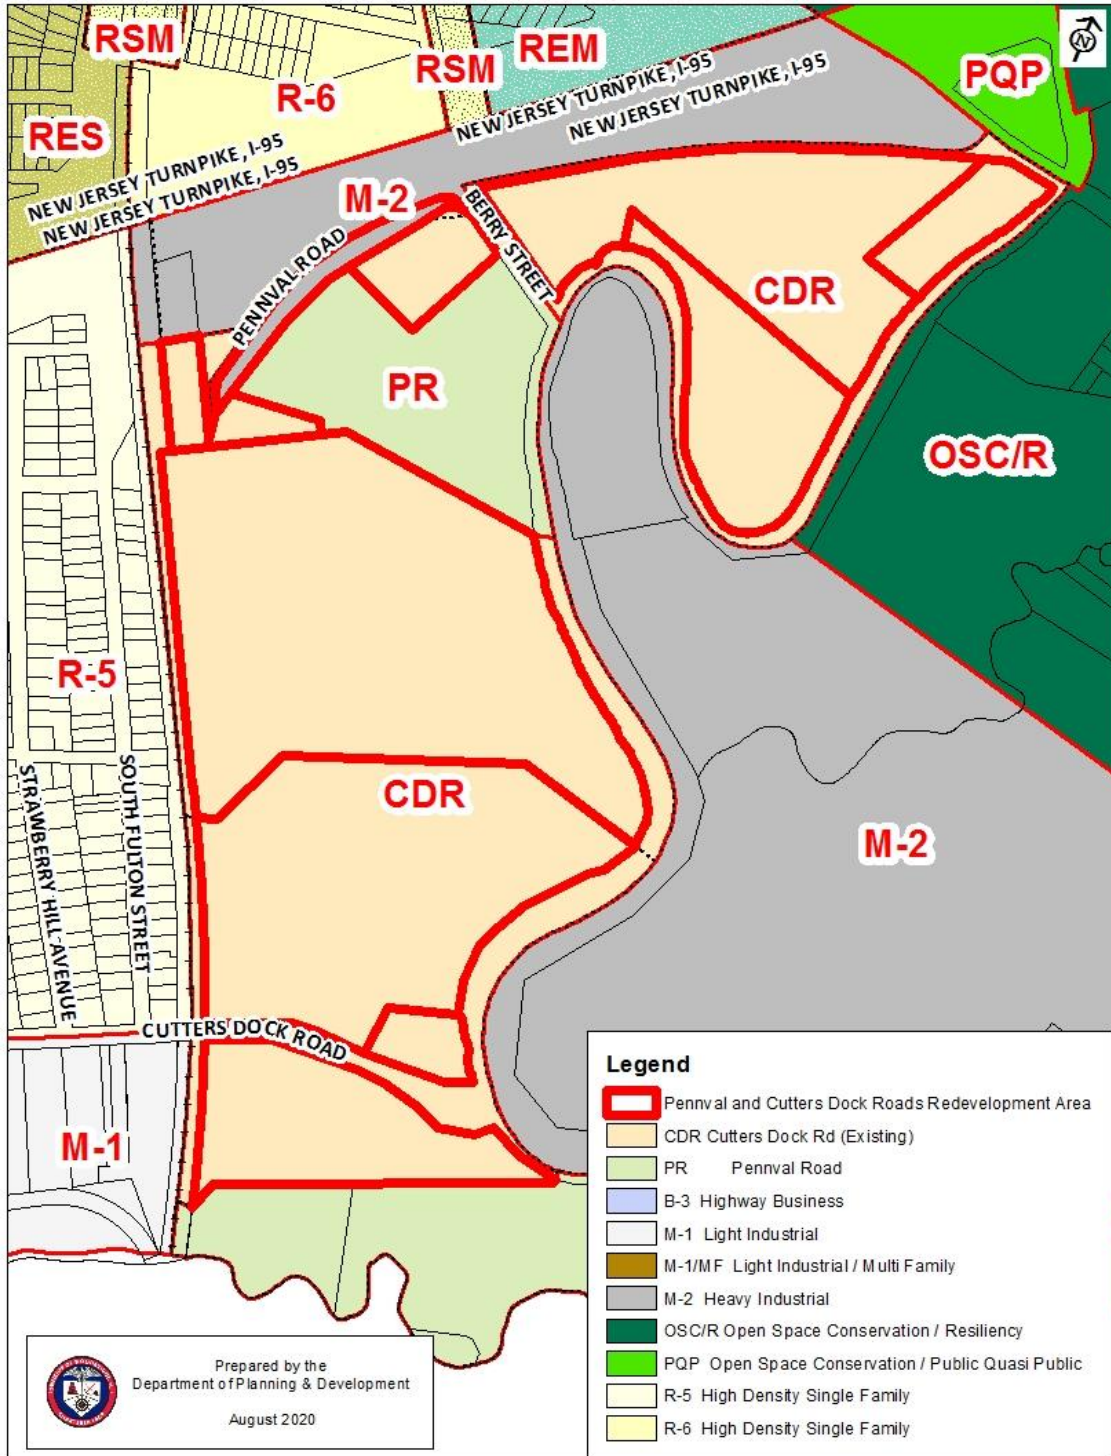 RSM
R-6
RSM
REM
PQP
RES
NEW JERSEY TURNPIKE, I-95
NEW JERSEY TURNPIKE, I-95
NEW JERSEY TURNPIKE, I-95
NEW JERSEY TURNPIKE, I-95
N
M-2
PENNVAL ROAD
BERRY STREET
CDR
PR
OSC/R
R-5
STRAWBERRY HILL AVENUE
SOUTH FULTON STREET
CDR
M-2
CUTTERS DOCK ROAD
M-1
Legend
Pennval and Cutters Dock Roads Redevelopment Area
CDR Cutters Dock Rd (Existing)
PR Pennval Road
B-3 Highway Business
M-1 Light Industrial
M-1/MF Light Industrial / Multi Family
M-2 Heavy Industrial
OSC/R Open Space Conservation / Resiliency
PQP Open Space Conservation / Public Quasi Public
R-5 High Density Single Family
R-6 High Density Single Family
Prepared by the
Department of Planning & Development
August 2020